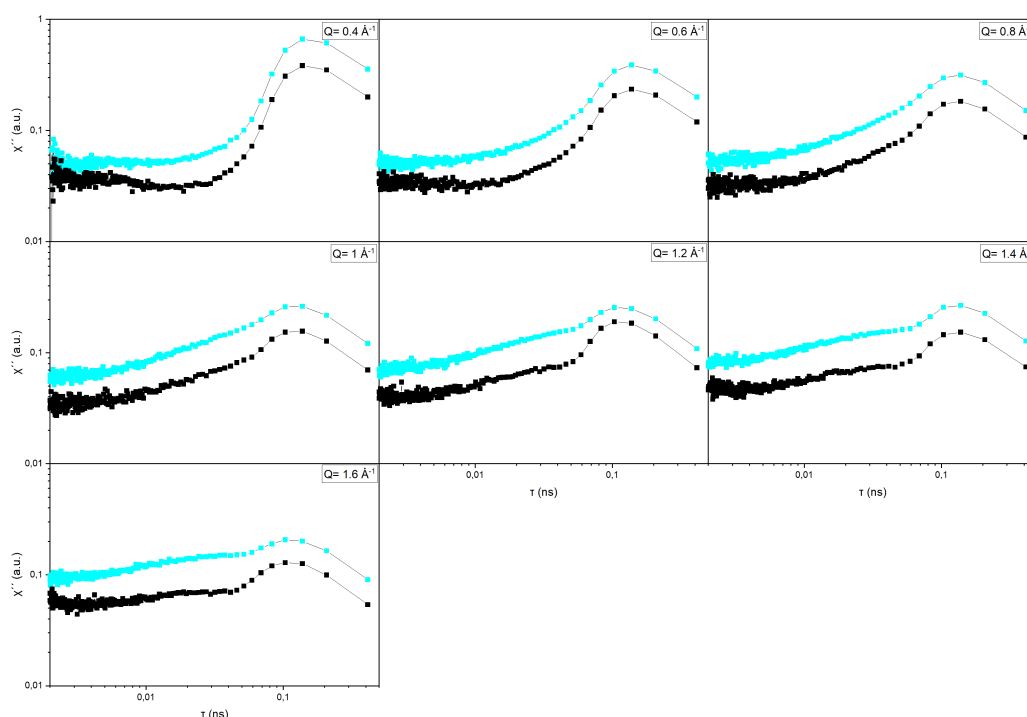 1
Q= 0.4 Å⁻¹
Q= 0.6 Å⁻¹
Q= 0.8 Å⁻¹
χ´´ (a.u.)
0,1
0,01
Q= 1 Å⁻¹
Q= 1.2 Å⁻¹
Q= 1.4 Å⁻¹
χ´´ (a.u.)
0,1
0,01
0,01 0,1
0,01 0,1
τ (ns)
τ (ns)
Q= 1.6 Å⁻¹
χ´´ (a.u.)
0,1
0,01
0,01 0,1
τ (ns)